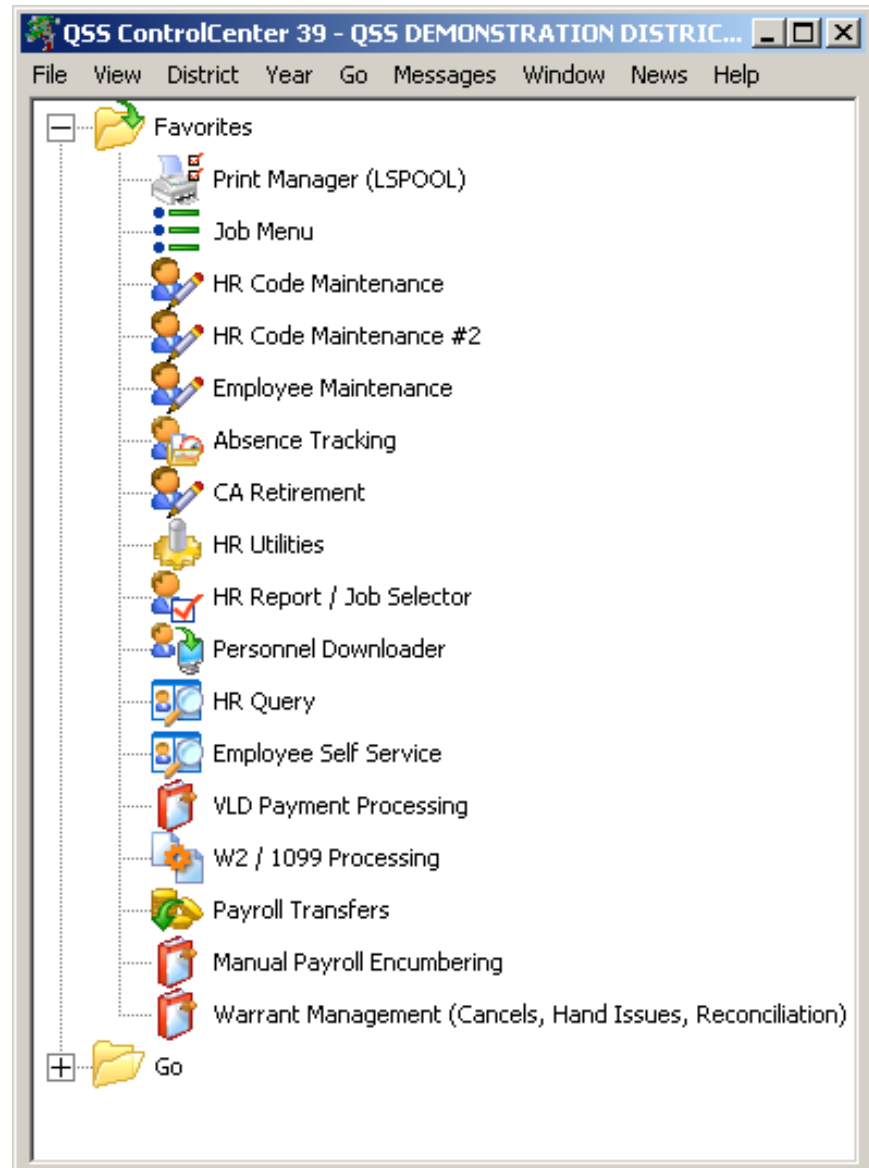 QSS ControlCenter 39 - QSS DEMONSTRATION DISTRIC...
File View District Year Go Messages Window News Help
Favorites
Print Manager (LSPOOL)
Job Menu
HR Code Maintenance
HR Code Maintenance #2
Employee Maintenance
Absence Tracking
CA Retirement
HR Utilities
HR Report / Job Selector
Personnel Downloader
HR Query
Employee Self Service
VLD Payment Processing
W2 / 1099 Processing
Payroll Transfers
Manual Payroll Encumbering
Warrant Management (Cancels, Hand Issues, Reconciliation)
Go